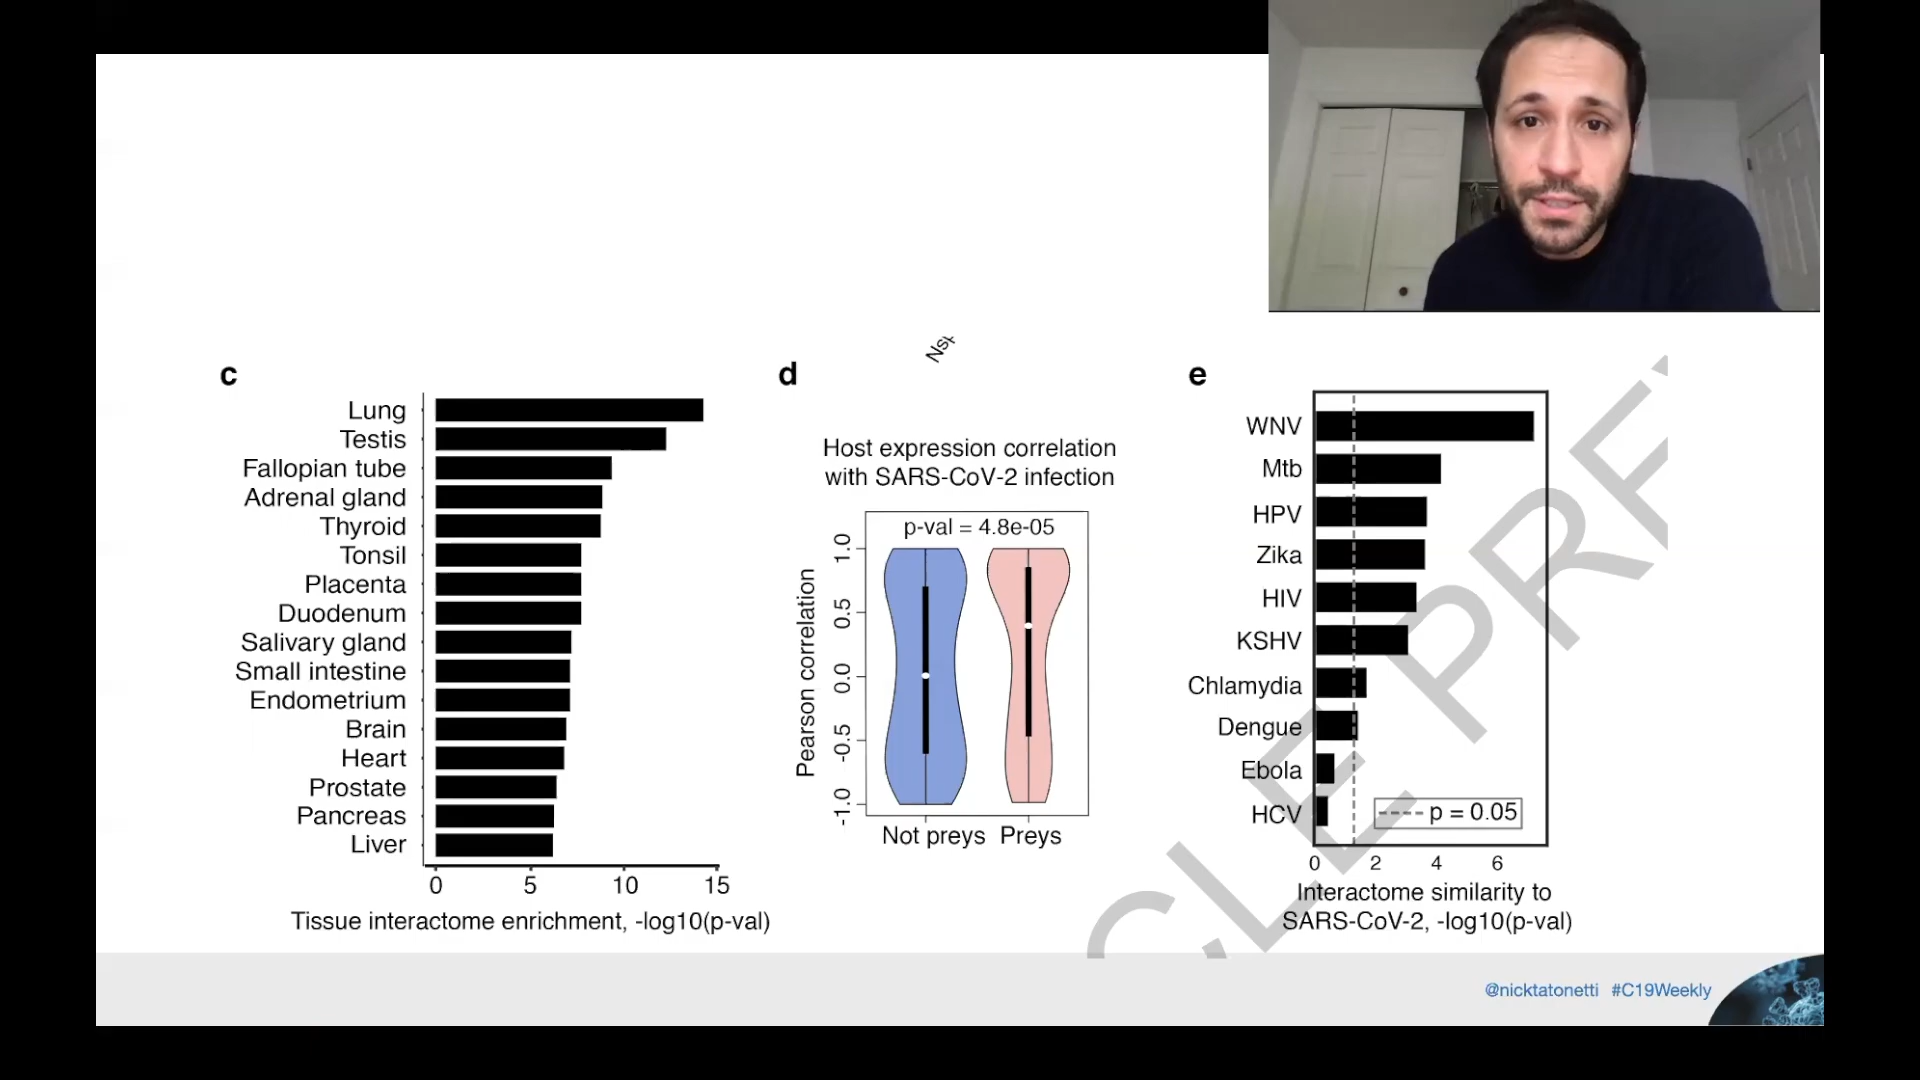 Nst
c
Lung
Testis
Fallopian tube
Adrenal gland
Thyroid
Tonsil
Placenta
Duodenum
Salivary gland
Small intestine
Endometrium
Brain
Heart
Prostate
Pancreas
Liver
0 5 10 15
Tissue interactome enrichment, -log10(p-val)
d
Host expression correlation
with SARS-CoV-2 infection
p-val = 4.8e-05
Pearson correlation
1.0
0.5
0.0
-0.5
-1.0
Not preys Preys
e
WNV
Mtb
HPV
Zika
HIV
KSHV
Chlamydia
Dengue
Ebola
HCV
p = 0.05
0 2 4 6
Interactome similarity to
SARS-CoV-2, -log10(p-val)
CLE PRE
@nicktatonetti #C19Weekly